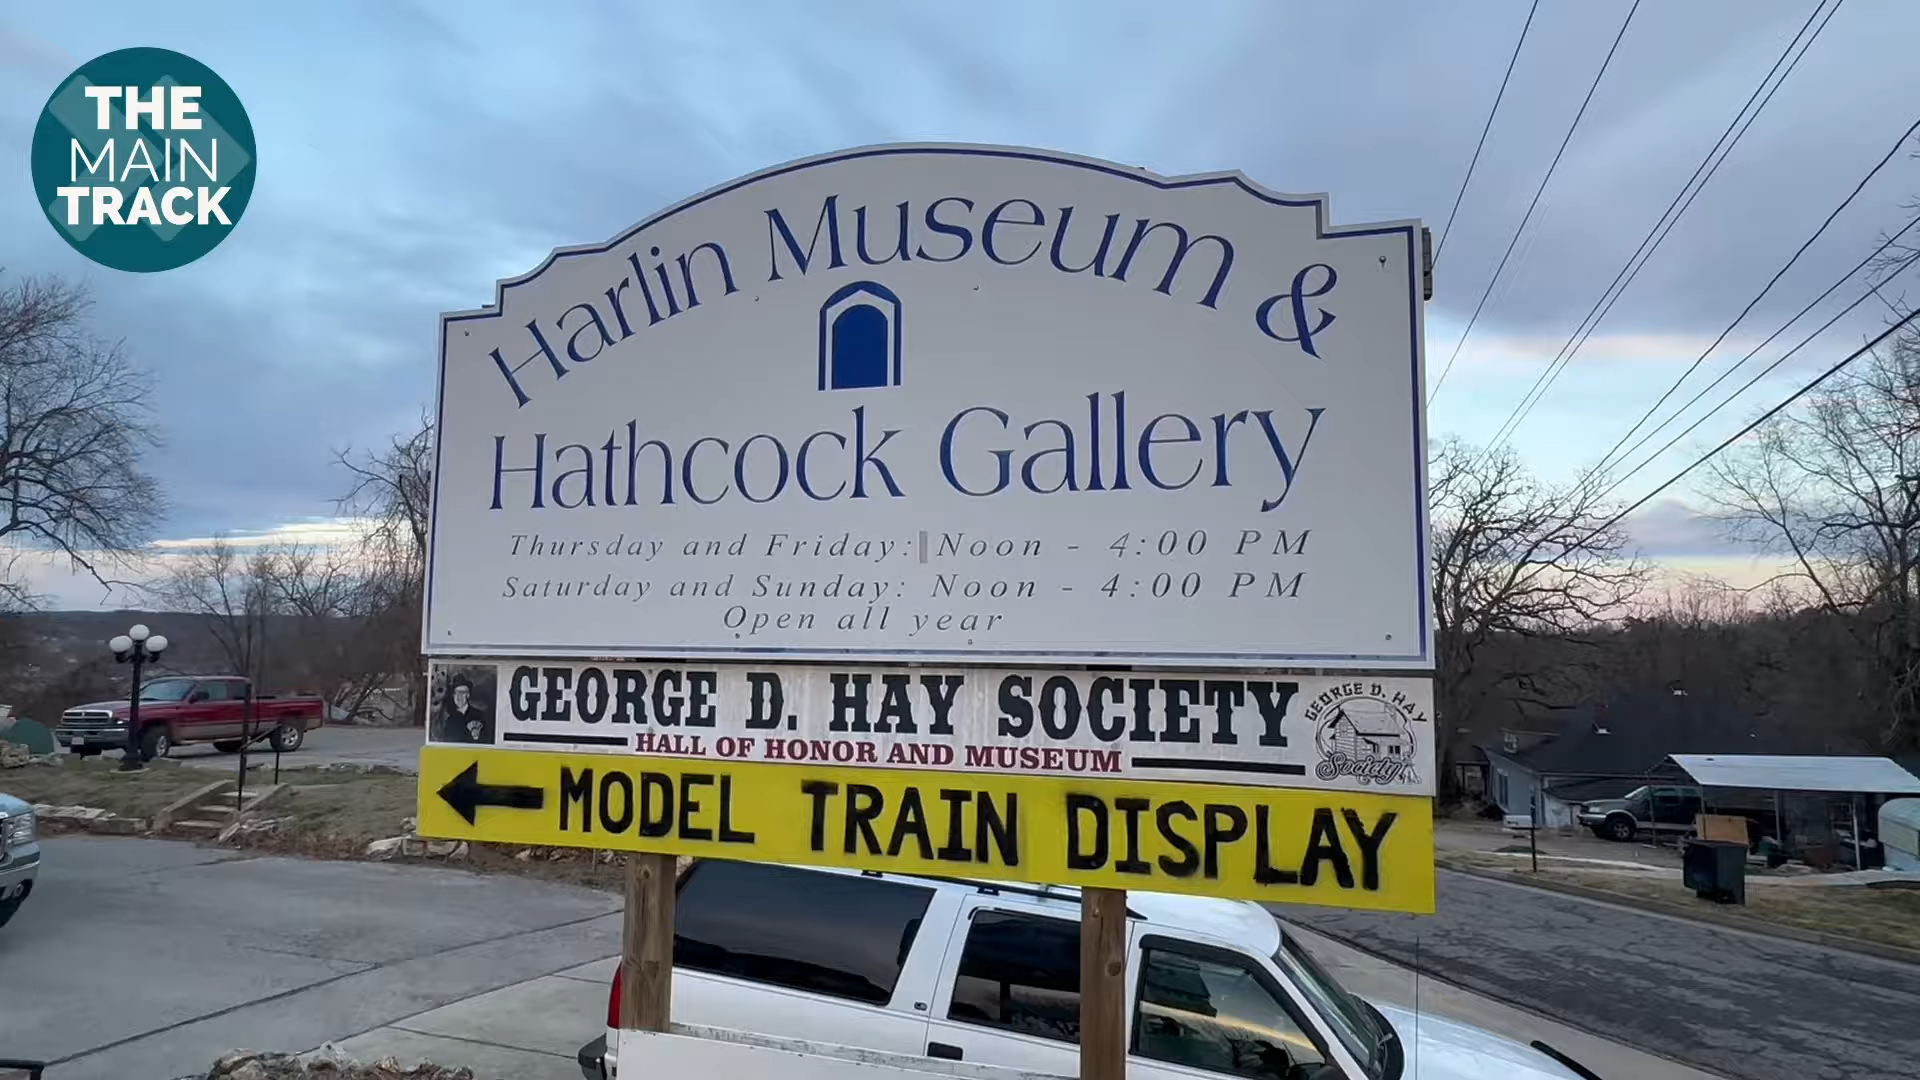 THE
MAIN
TRACK
Harlin Museum &
Hathcock Gallery
Thursday and Friday: Noon - 4:00 PM
Saturday and Sunday: Noon - 4:00 PM
Open all year
GEORGE D. HAY SOCIETY
HALL OF HONOR AND MUSEUM
GEORGE D. HAY
Society
MODEL TRAIN DISPLAY